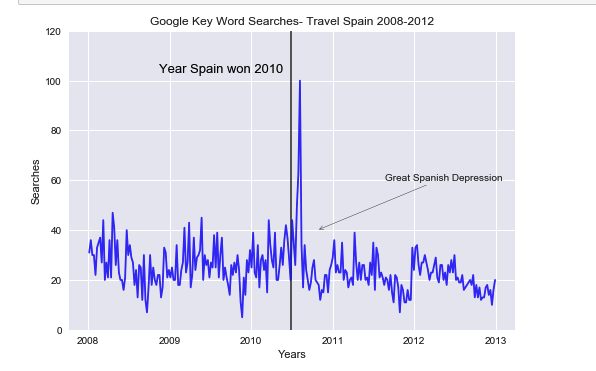 Google Key Word Searches- Travel Spain 2008-2012
120
Year Spain won 2010
100
80
Great Spanish Depression
60
Searches
40
20
0
2008 2009 2010 2011 2012 2013
Years